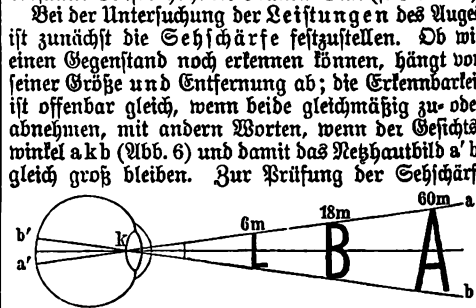 Bei der Untersuchung der Leistungen des Auge
ist zunächst die Sehschärfe festzustellen. Ob wi
einen Gegenstand noch erkennen können, hängt vo
seiner Größe und Entfernung ab; die Erkennbarkei
ist offenbar gleich, wenn beide gleichmäßig zu- ode
abnehmen, mit andern Worten, wenn der Gesichts
winkel a k b (Abb. 6) und damit das Netzhautbild a' b
gleich groß bleiben. Zur Prüfung der Sehschärf
60m a
18m
6m
b' k L B A
a'
b